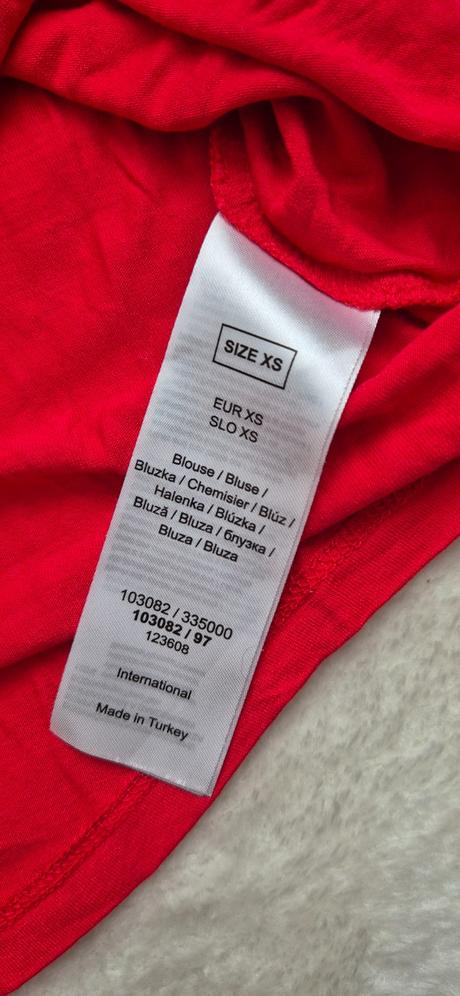 SIZE XS
EUR XS
SLO XS
Blouse / Bluse /
Bluzka / Chemisier / Blúz /
Halenka / Blúzka /
Bluză / Bluza / блузка /
Bluza / Bluza
103082 / 335000
103082 / 97
123608
International
Made in Turkey